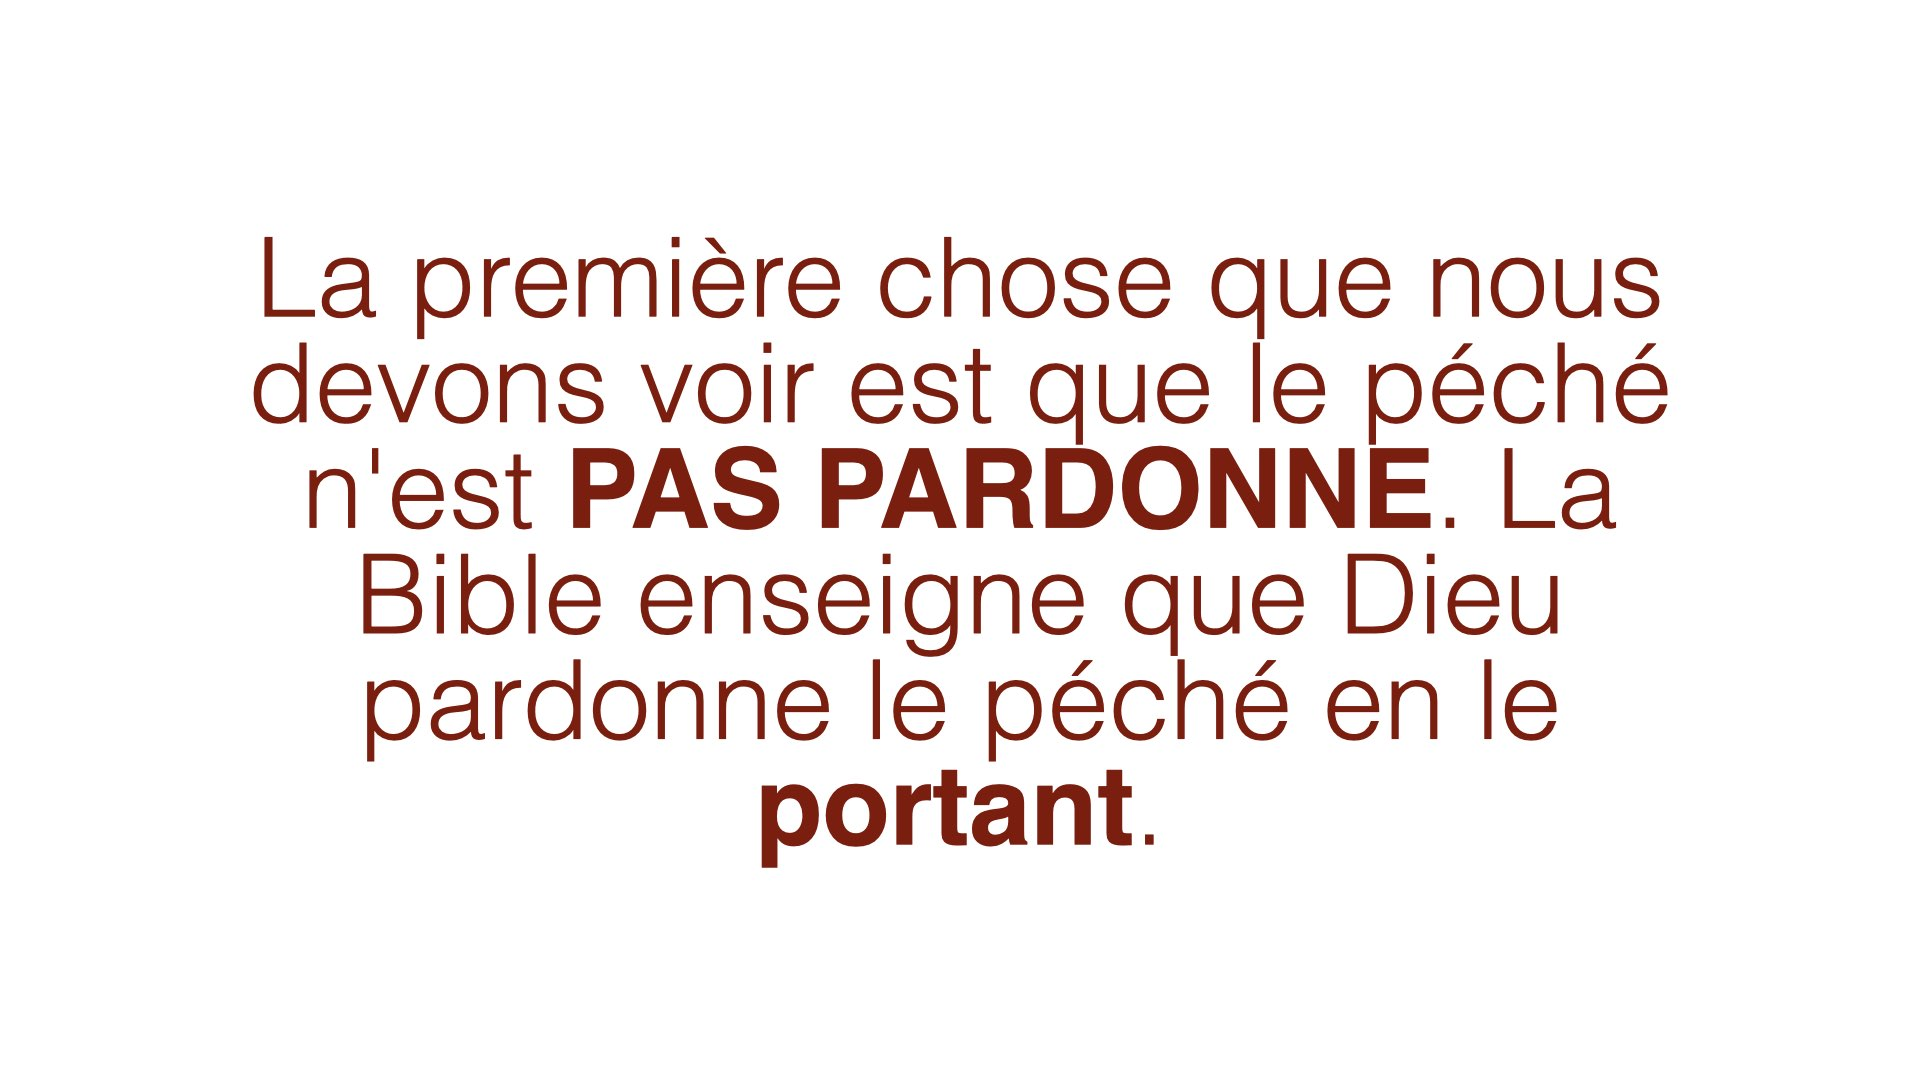 La première chose que nous
devons voir est que le péché
n'est PAS PARDONNE. La
Bible enseigne que Dieu
pardonne le péché en le
portant.